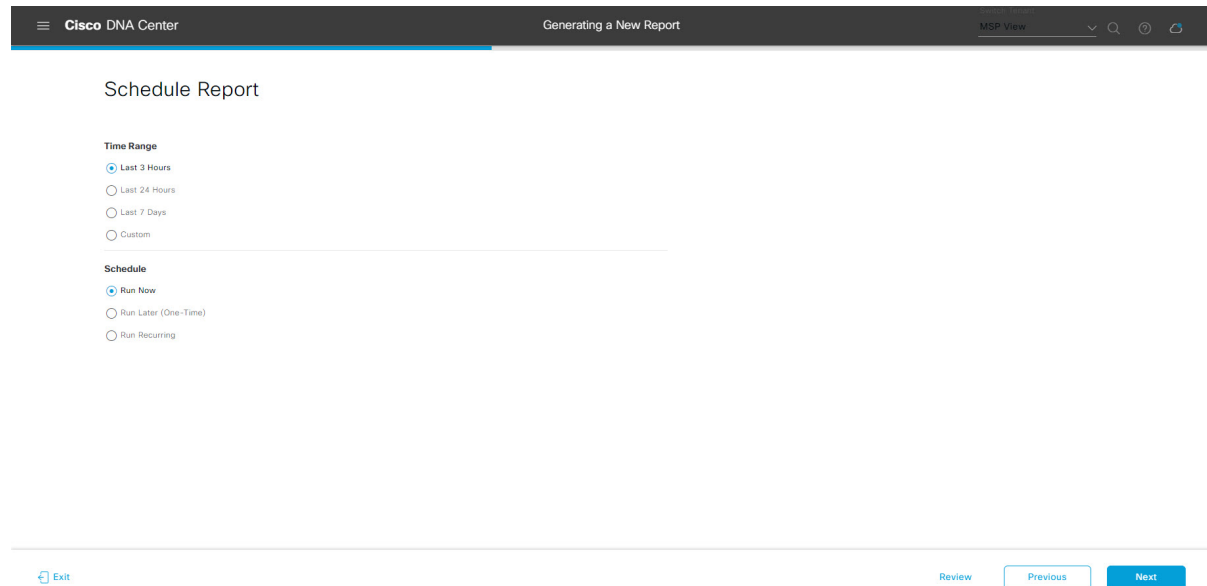 Cisco DNA Center
Generating a New Report
MSP View
Schedule Report
Time Range
Last 3 Hours
Last 24 Hours
Last 7 Days
Custom
Schedule
Run Now
Run Later (One-Time)
Run Recurring
Exit
Review
Previous
Next